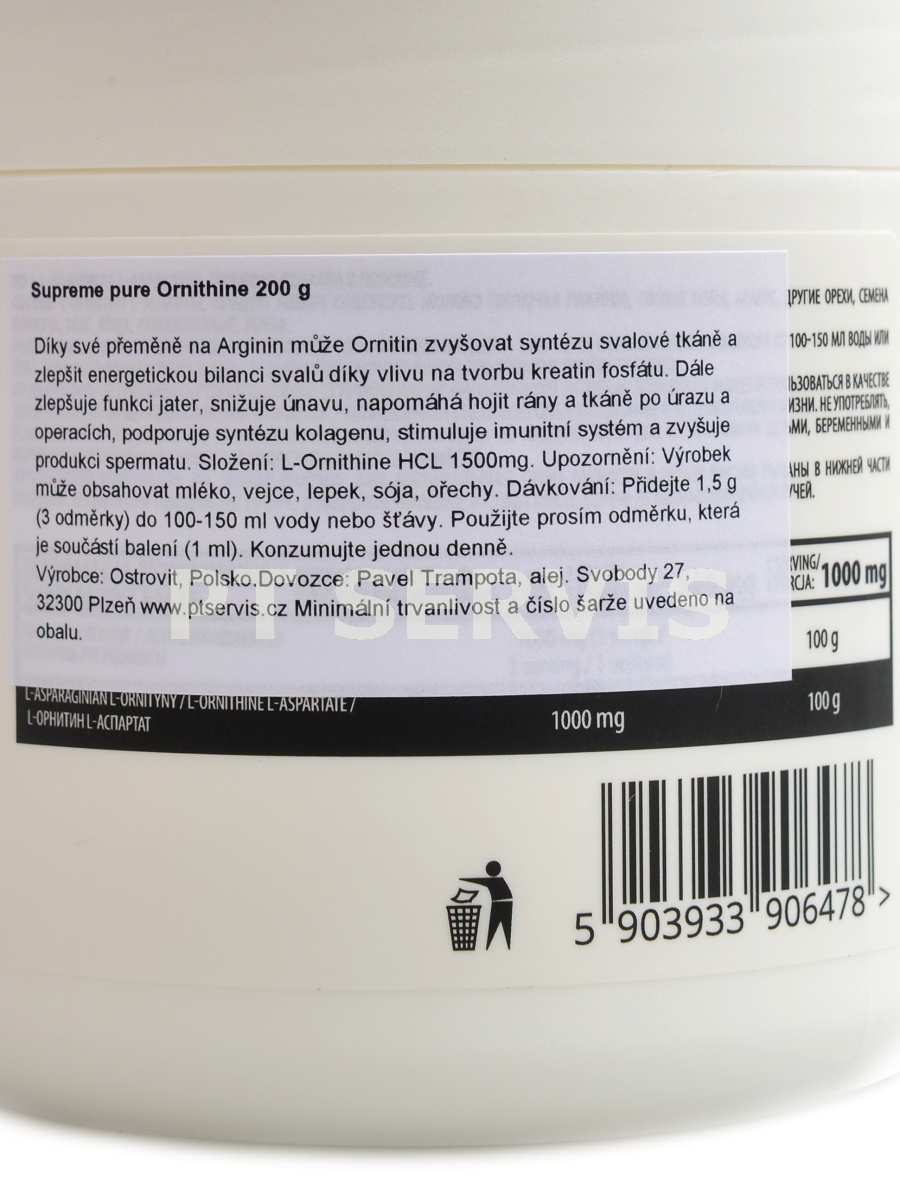 Supreme pure Ornithine 200 g
Díky své přeměně na Arginin může Ornitin zvyšovat syntézu svalové tkáně a
zlepšit energetickou bilanci svalů díky vlivu na tvorbu kreatin fosfátu. Dále
zlepšuje funkci jater, snižuje únavu, napomáhá hojit rány a tkáně po úrazu a
operacích, podporuje syntézu kolagenu, stimuluje imunitní systém a zvyšuje
produkci spermatu. Složení: L-Ornithine HCL 1500mg. Upozornění: Výrobek
může obsahovat mléko, vejce, lepek, sója, ořechy. Dávkování: Přidejte 1,5 g
(3 odměrky) do 100-150 ml vody nebo šťávy. Použijte prosím odměrku, která
je součástí balení (1 ml). Konzumujte jednou denně.
Výrobce: Ostrovit, Polsko.Dovozce: Pavel Trampota, alej. Svobody 27,
32300 Plzeň www.ptservis.cz Minimální trvanlivost a číslo šarže uvedeno na
obalu.
PT SERVIS
ДРУГИЕ ОРЕХИ, СЕМЕНА
100-150 МЛ ВОДЫ ИЛИ
В КАЧЕСТВЕ
НЕ УПОТРЕБЛЯТЬ,
БЕРЕМЕННЫМИ И
В НИЖНЕЙ ЧАСТИ
1000 mg
100 g
L-ASPARAGINIAN L-ORNITYNY / L-ORNITHINE L-ASPARTATE /
L-ОРНИТИН L-АСПАРТАТ
1000 mg
100 g
5 903933 906478 >